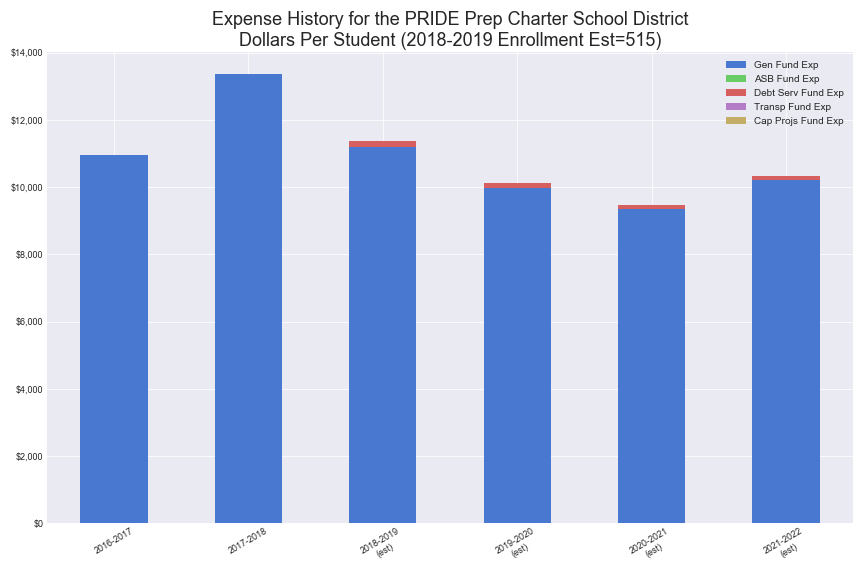 Expense History for the PRIDE Prep Charter School District
Dollars Per Student (2018-2019 Enrollment Est=515)
$14,000
$12,000
$10,000
$8,000
$6,000
$4,000
$2,000
$0
Gen Fund Exp
ASB Fund Exp
Debt Serv Fund Exp
Transp Fund Exp
Cap Projs Fund Exp
2016-2017
2017-2018
2018-2019
(est)
2019-2020
(est)
2020-2021
(est)
2021-2022
(est)